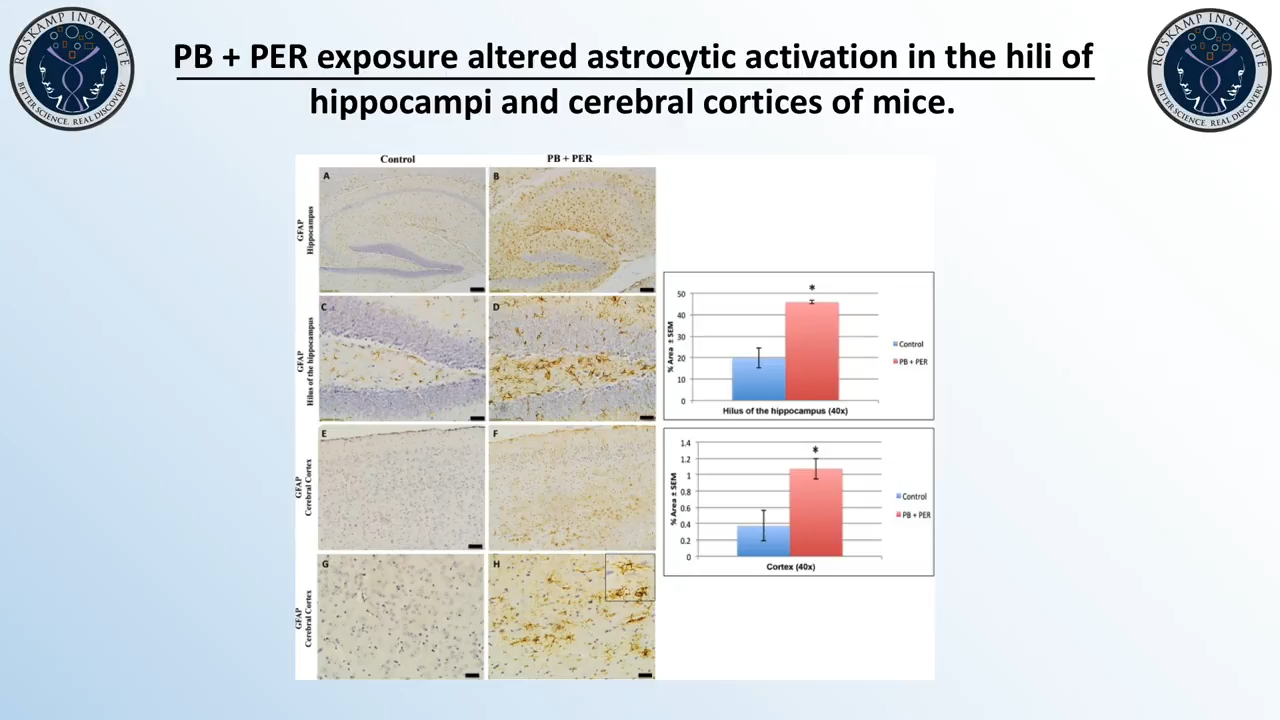 PB + PER exposure altered astrocytic activation in the hili of
hippocampi and cerebral cortices of mice.
ROSKAMP INSTITUTE
BETTER SCIENCE. REAL DISCOVERY
ROSKAMP INSTITUTE
BETTER SCIENCE. REAL DISCOVERY
Control
PB + PER
GFAP
Hippocampus
A
B
GFAP
Hilus of the hippocampus
C
D
GFAP
Cerebral Cortex
E
F
GFAP
Cerebral Cortex
G
H
% Area ± SEM
50
40
30
20
10
0
*
Control
PB + PER
Hilus of the hippocampus (40x)
% Area ± SEM
1.4
1.2
1
0.8
0.6
0.4
0.2
0
*
Control
PB + PER
Cortex (40x)